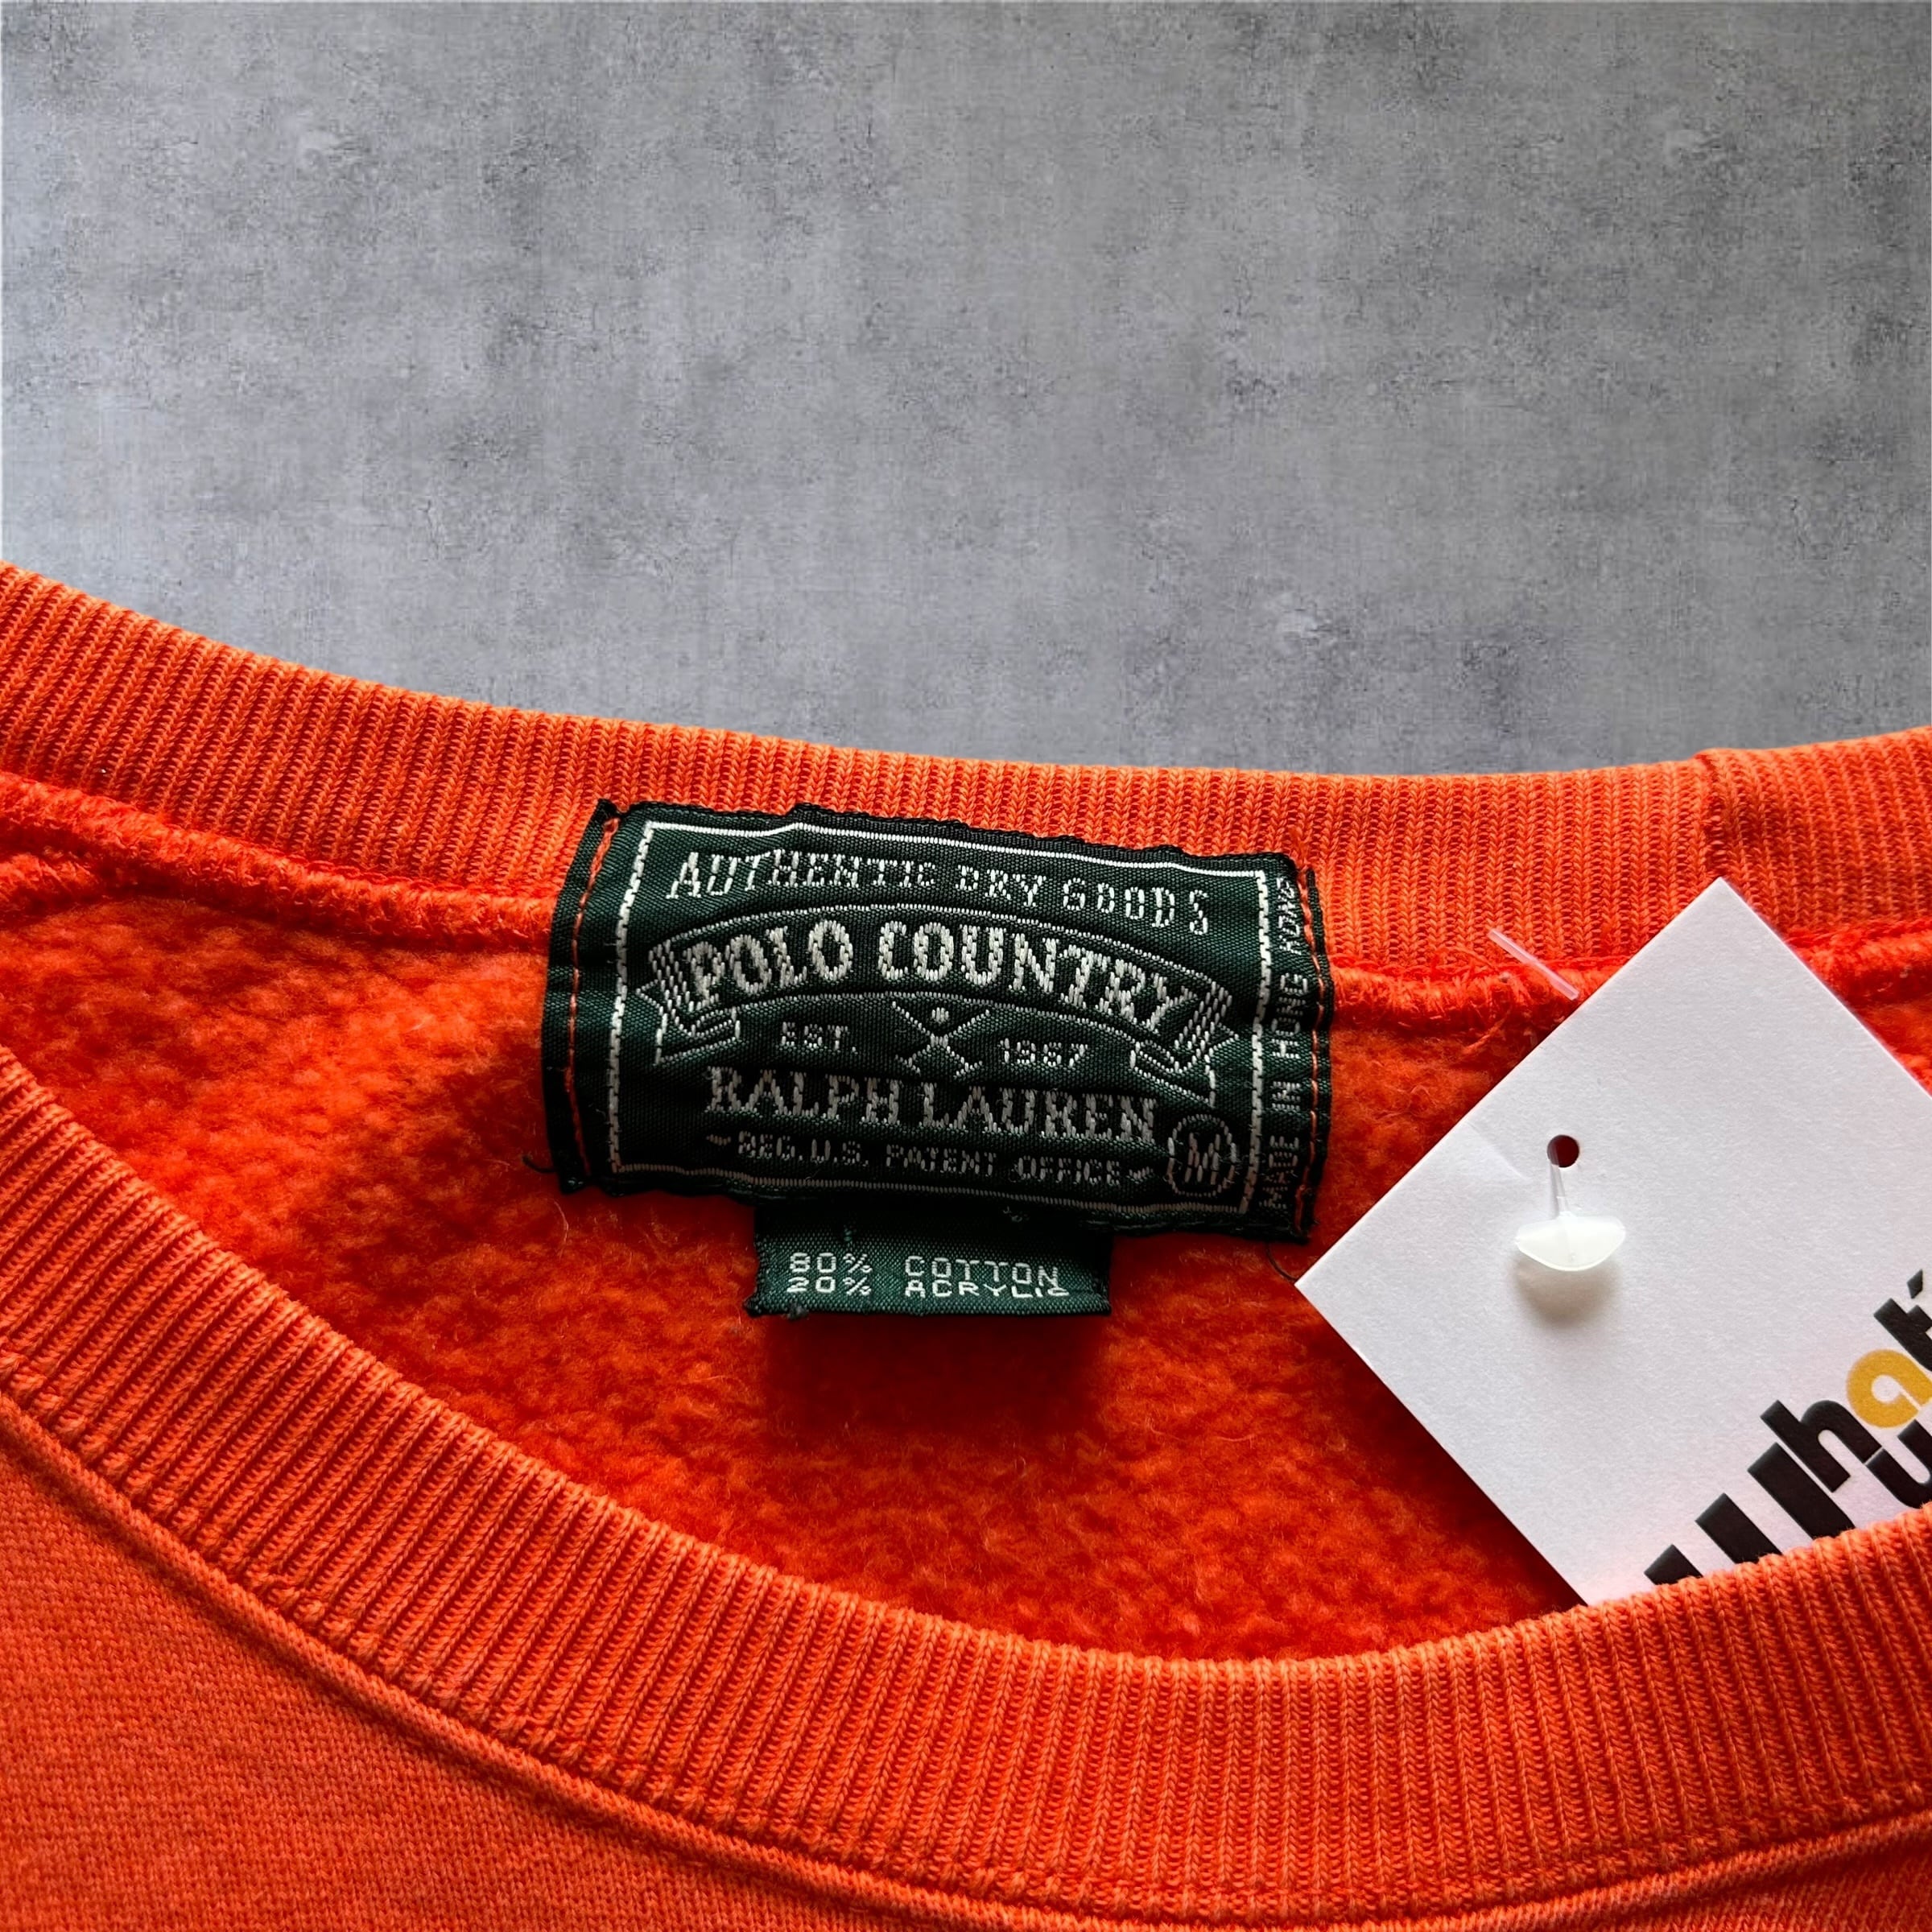 AUTHENTIC DRY GOODS
POLO COUNTRY
EST. 1967
RALPH LAUREN
REG. U.S. PATENT OFFICE
M
MADE IN HONG KONG
80% COTTON
20% ACRYLIC